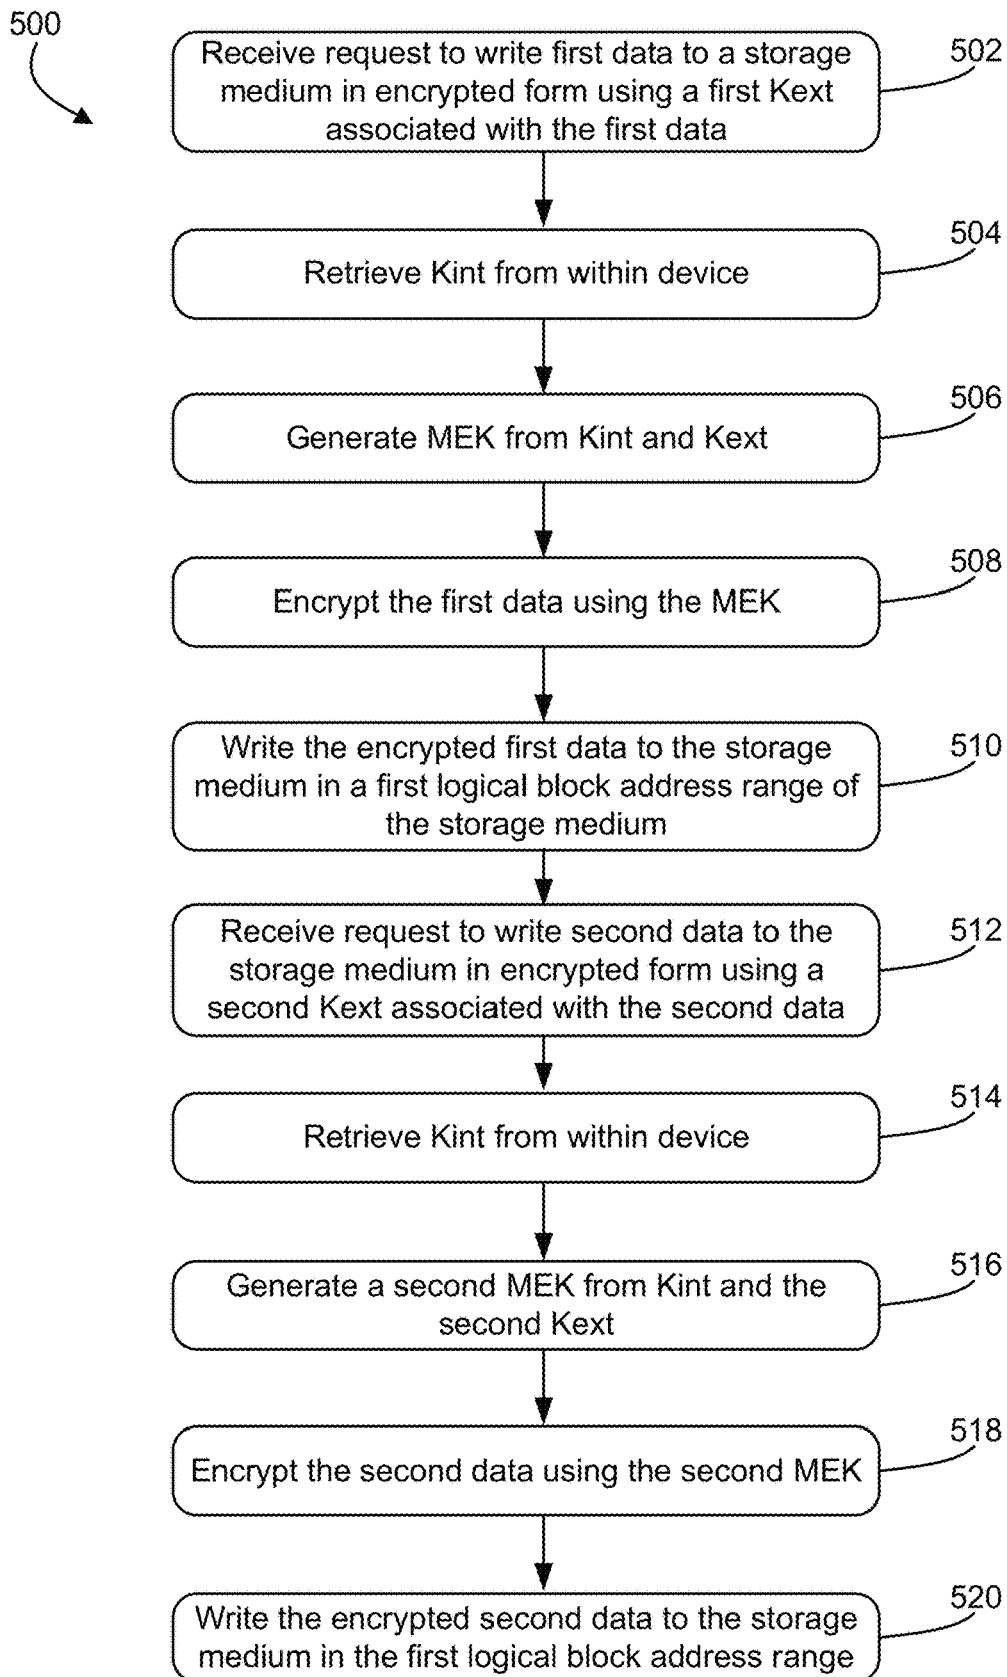 500
Receive request to write first data to a storage
medium in encrypted form using a first Kext
associated with the first data
502
Retrieve Kint from within device
504
Generate MEK from Kint and Kext
506
Encrypt the first data using the MEK
508
Write the encrypted first data to the storage
medium in a first logical block address range of
the storage medium
510
Receive request to write second data to the
storage medium in encrypted form using a
second Kext associated with the second data
512
Retrieve Kint from within device
514
Generate a second MEK from Kint and the
second Kext
516
Encrypt the second data using the second MEK
518
Write the encrypted second data to the storage
medium in the first logical block address range
520